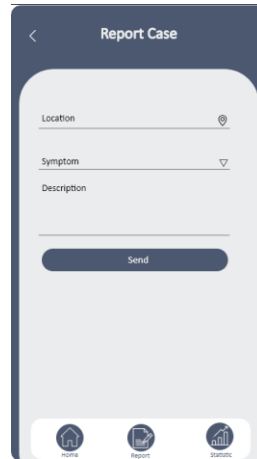 Report Case
Location
Symptom
Description
Send
Home
Report
Statistic